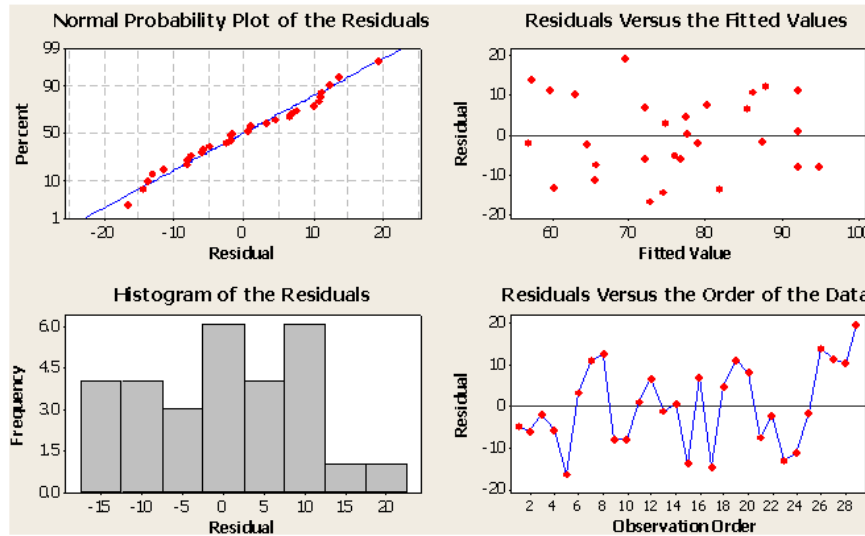 Normal Probability Plot of the Residuals
99
90
50
10
1
Percent
-20 -10 0 10 20
Residual
Residuals Versus the Fitted Values
20
10
0
-10
-20
Residual
60 70 80 90 100
Fitted Value
Histogram of the Residuals
6.0
4.5
3.0
1.5
0.0
Frequency
-15 -10 -5 0 5 10 15 20
Residual
Residuals Versus the Order of the Data
20
10
0
-10
-20
Residual
2 4 6 8 10 12 14 16 18 20 22 24 26 28
Observation Order